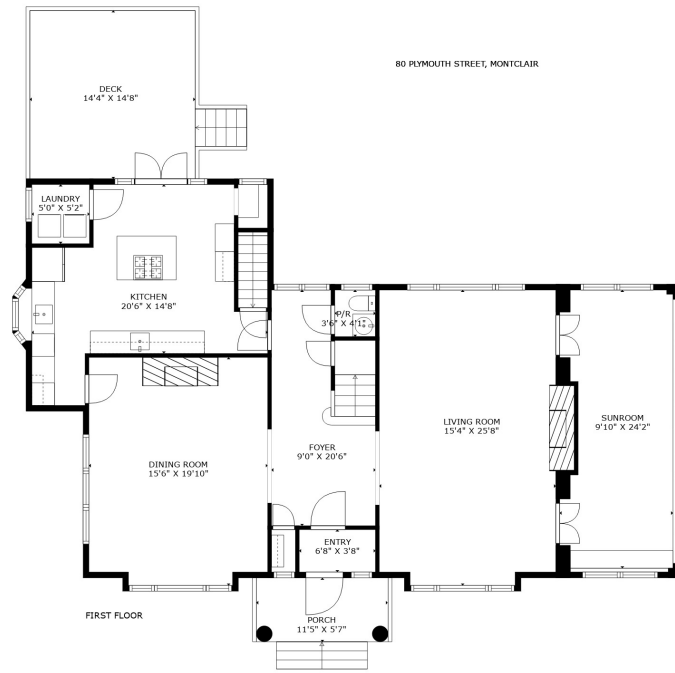 80 PLYMOUTH STREET, MONTCLAIR
DECK
14'4" X 14'8"
LAUNDRY
5'0" X 5'2"
KITCHEN
20'6" X 14'8"
P/R
3'6" X 4'1"
LIVING ROOM
15'4" X 25'8"
SUNROOM
9'10" X 24'2"
FOYER
9'0" X 20'6"
DINING ROOM
15'6" X 19'10"
ENTRY
6'8" X 3'8"
FIRST FLOOR
PORCH
11'5" X 5'7"